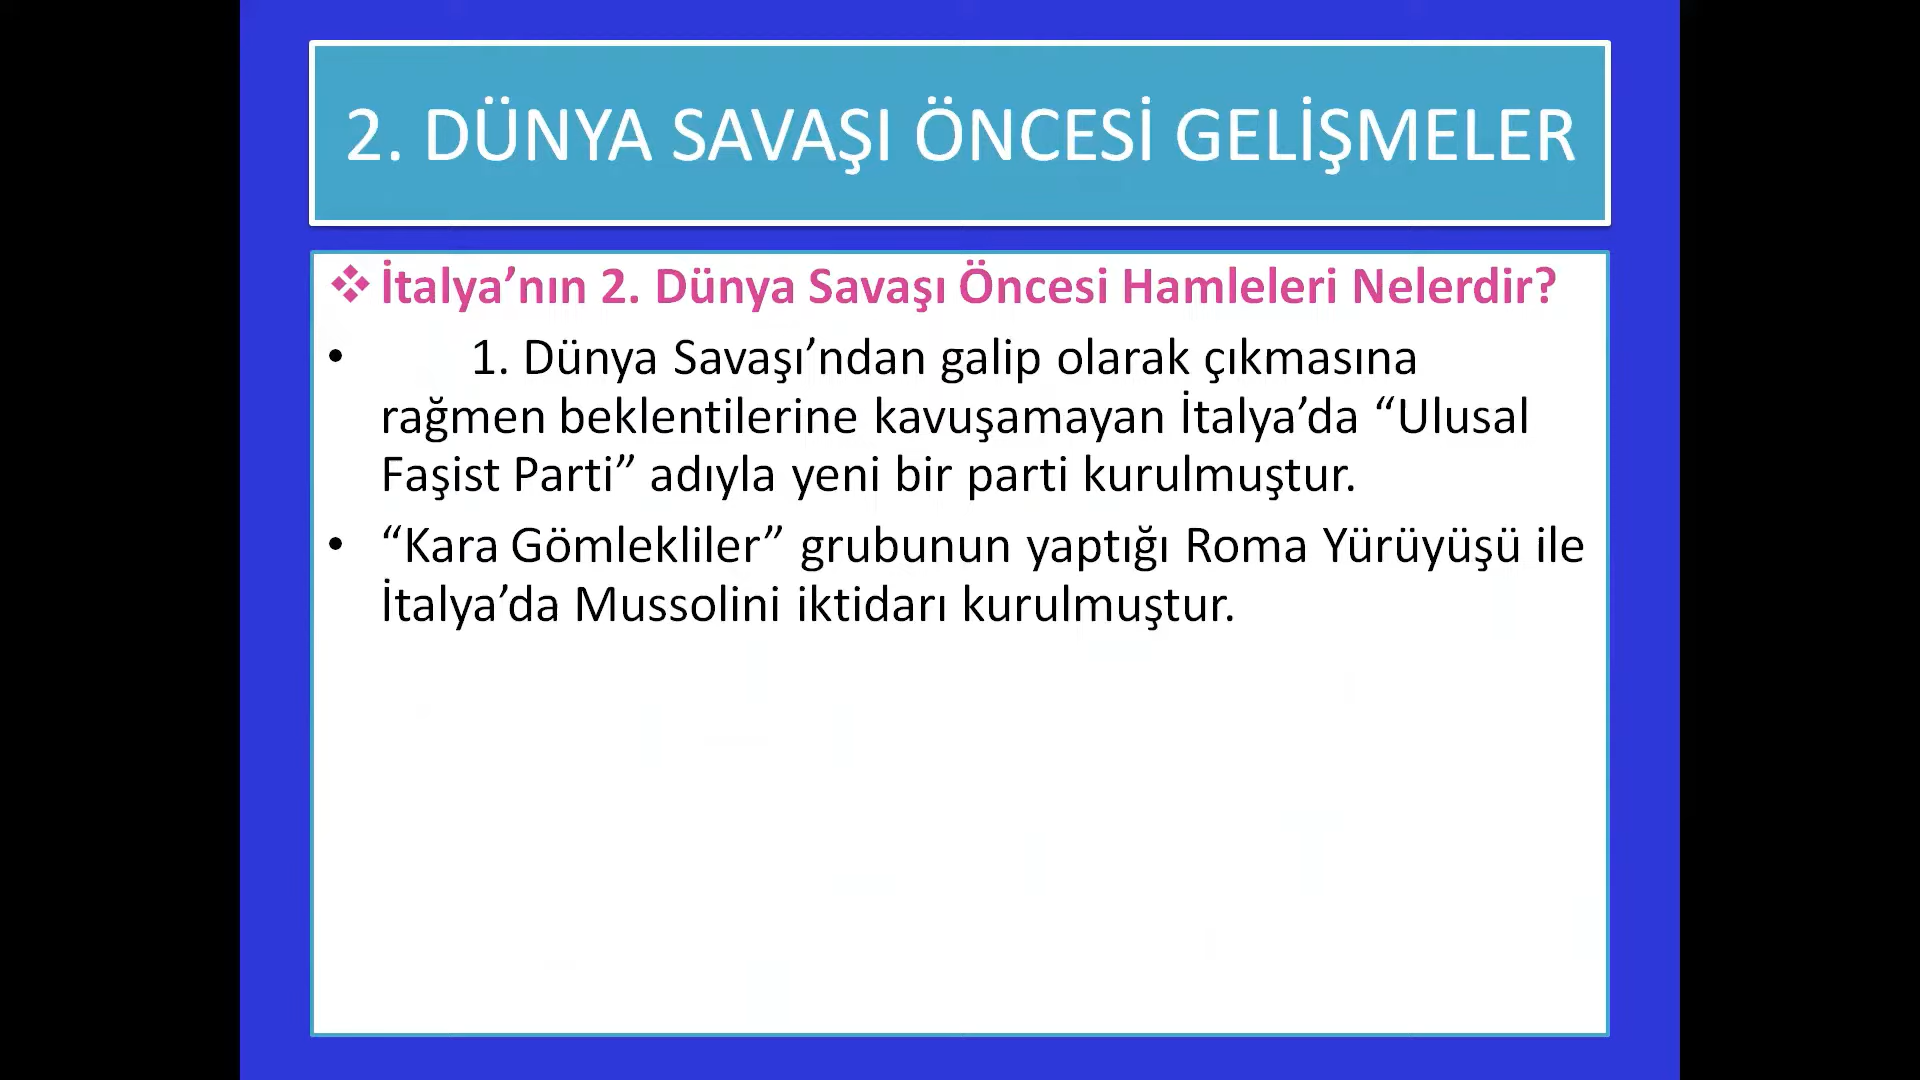 2. DÜNYA SAVAŞI ÖNCESİ GELİŞMELER
❖ İtalya’nın 2. Dünya Savaşı Öncesi Hamleleri Nelerdir?
• 1. Dünya Savaşı’ndan galip olarak çıkmasına
rağmen beklentilerine kavuşamayan İtalya’da “Ulusal
Faşist Parti” adıyla yeni bir parti kurulmuştur.
• “Kara Gömlekliler” grubunun yaptığı Roma Yürüyüşü ile
İtalya’da Mussolini iktidarı kurulmuştur.